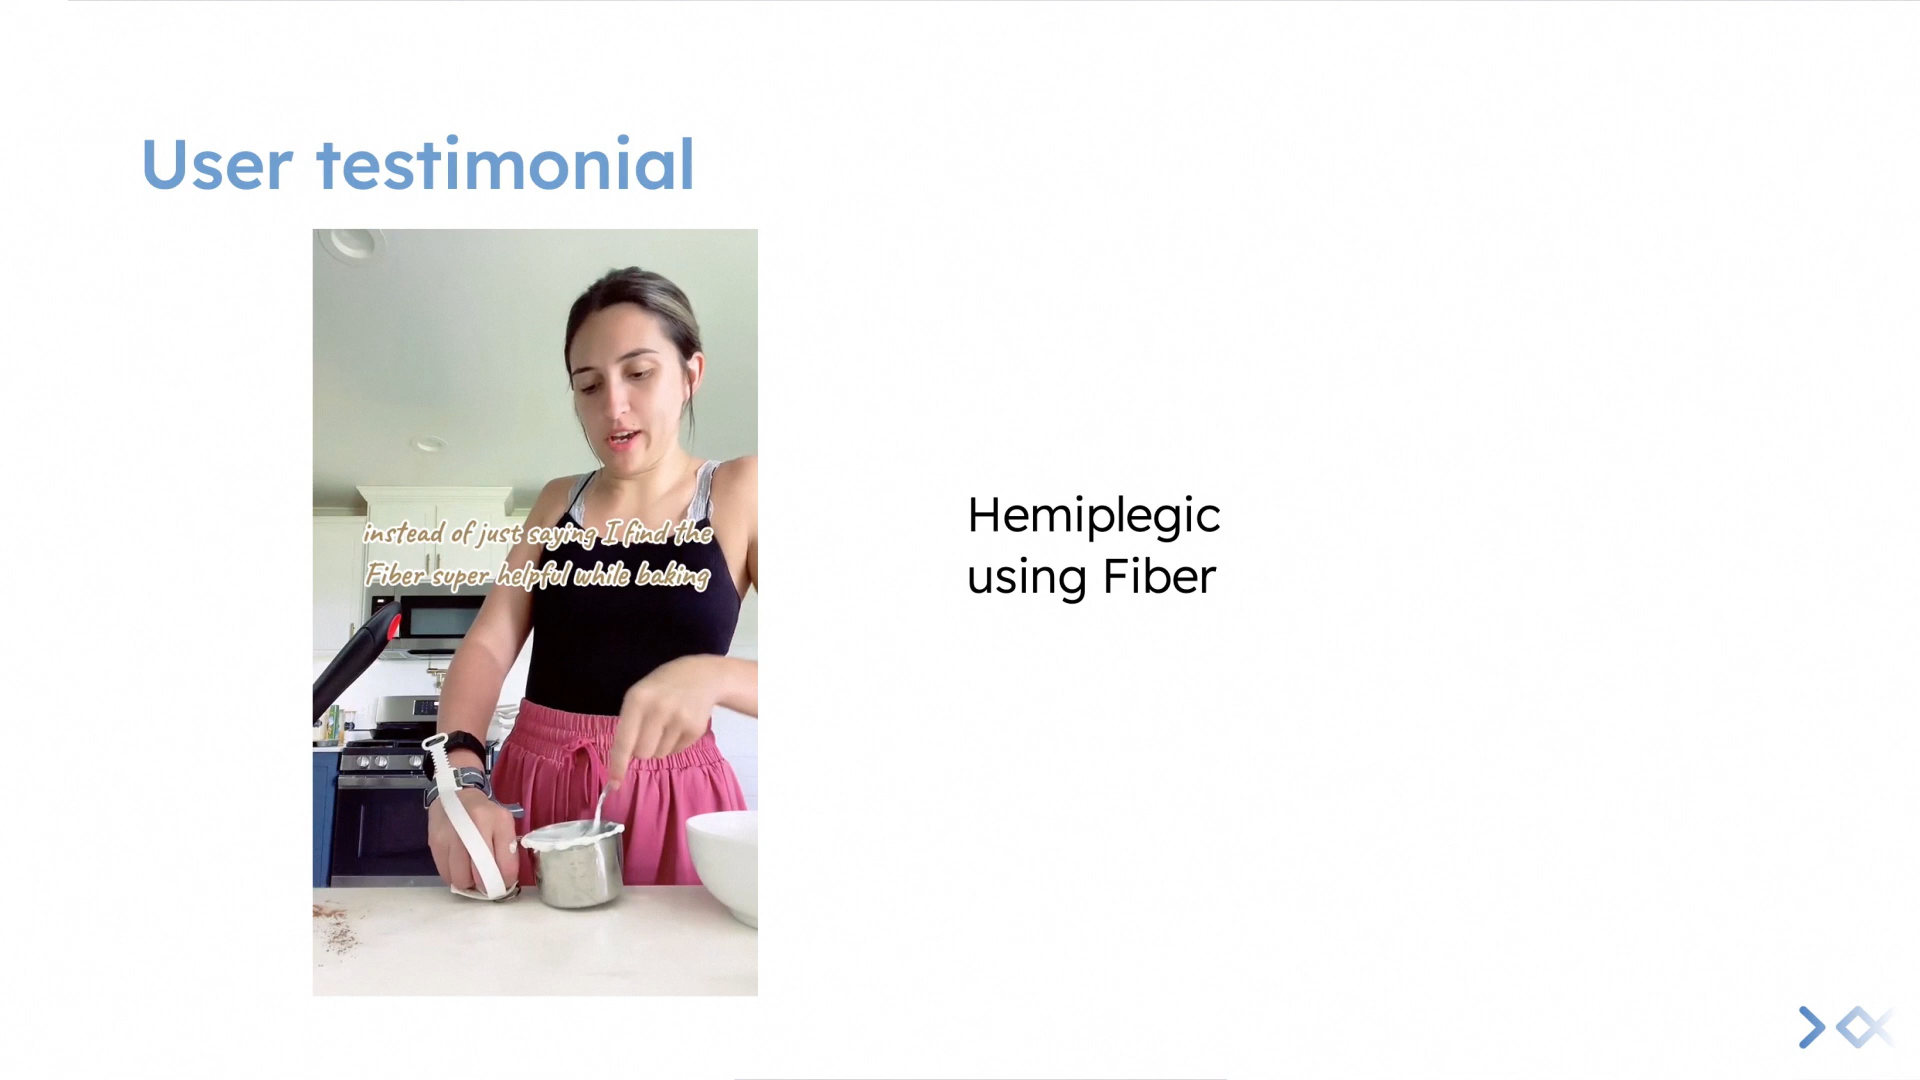 User testimonial
instead of just saying I find the
Fiber super helpful while baking
Hemiplegic
using Fiber